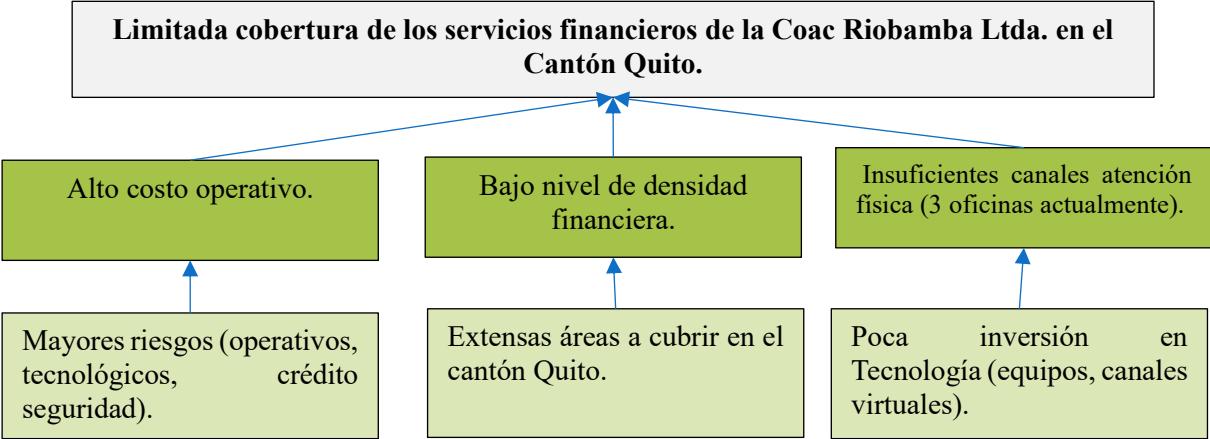 Limitada cobertura de los servicios financieros de la Coac Riobamba Ltda. en el
Cantón Quito.
Alto costo operativo.
Bajo nivel de densidad
financiera.
Insuficientes canales atención
física (3 oficinas actualmente).
Mayores riesgos (operativos,
tecnológicos, crédito
seguridad).
Extensas áreas a cubrir en el
cantón Quito.
Poca inversión en
Tecnología (equipos, canales
virtuales).